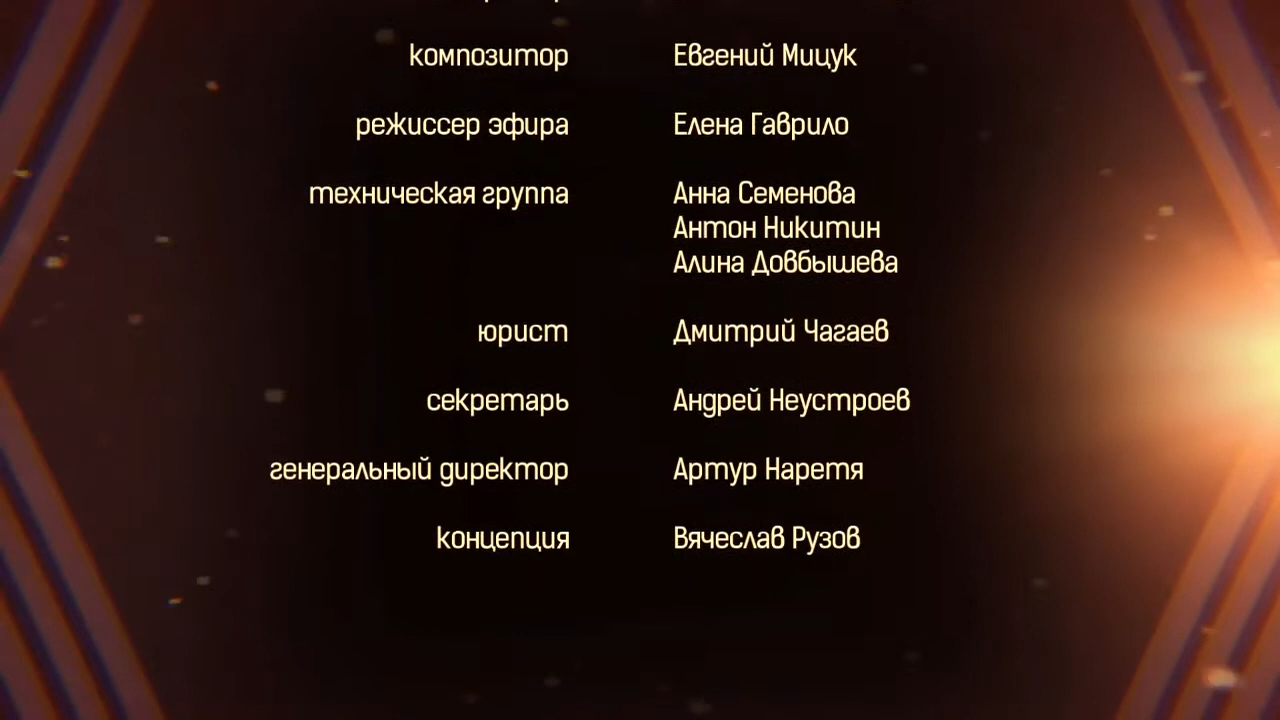 композитор Евгений Мицук
режиссер эфира Елена Гаврило
техническая группа Анна Семенова
Антон Никитин
Алина Довбышева
юрист Дмитрий Чагаев
секретарь Андрей Неустроев
генеральный директор Артур Наретя
концепция Вячеслав Рузов